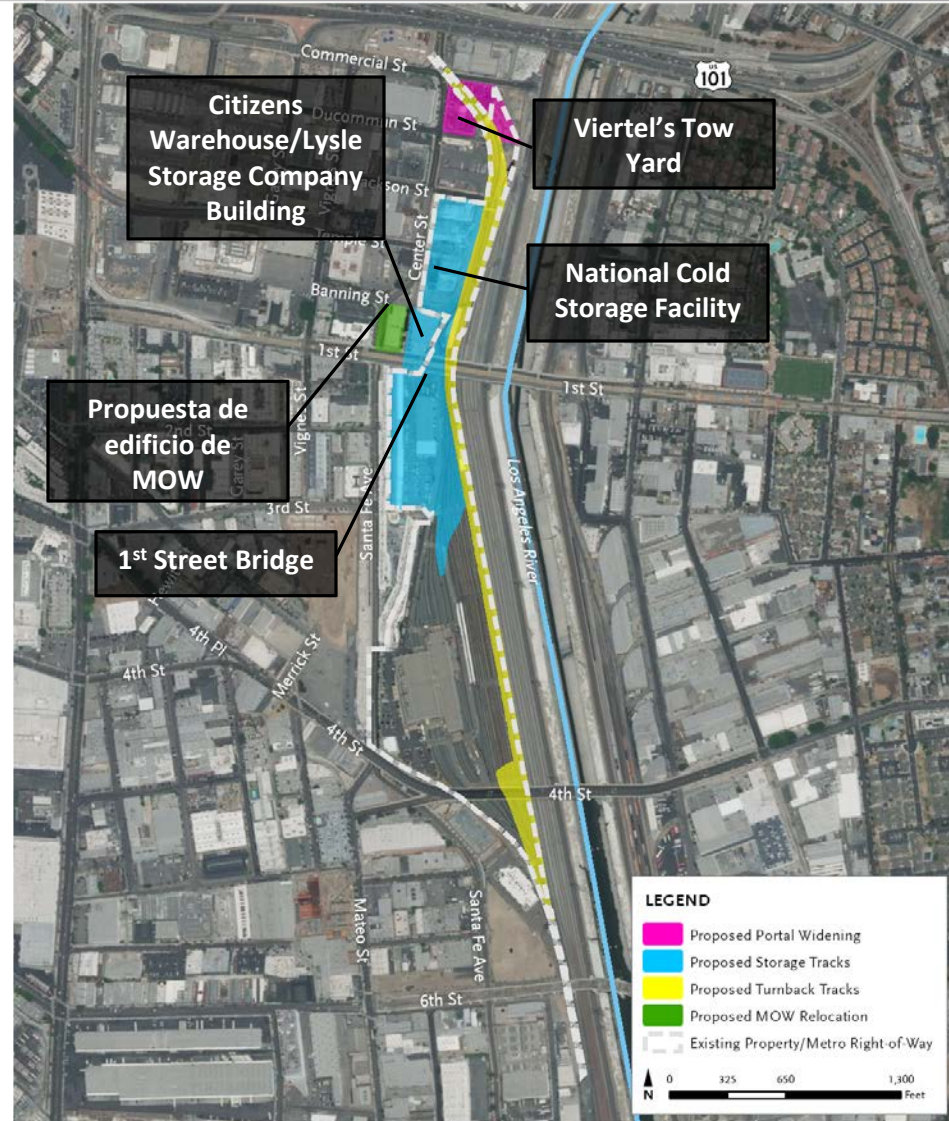 Commercial St
US
101
Citizens
Warehouse/Lysle
Storage Company
Building
Ducommun St
Viertel's Tow
Yard
Jackson St
Temple St
Center St
National Cold
Storage Facility
Banning St
1st St
1st St
Propuesta de
edificio de
MOW
Vignes St
2nd St
Garey St
3rd St
Santa Fe Ave
Los Angeles River
1st Street Bridge
4th Pl
Merrick St
4th St
4th St
4th St
Mateo St
Santa Fe Ave
6th St
LEGEND
Proposed Portal Widening
Proposed Storage Tracks
Proposed Turnback Tracks
Proposed MOW Relocation
Existing Property/Metro Right-of-Way
N
0 325 650 1,300
Feet